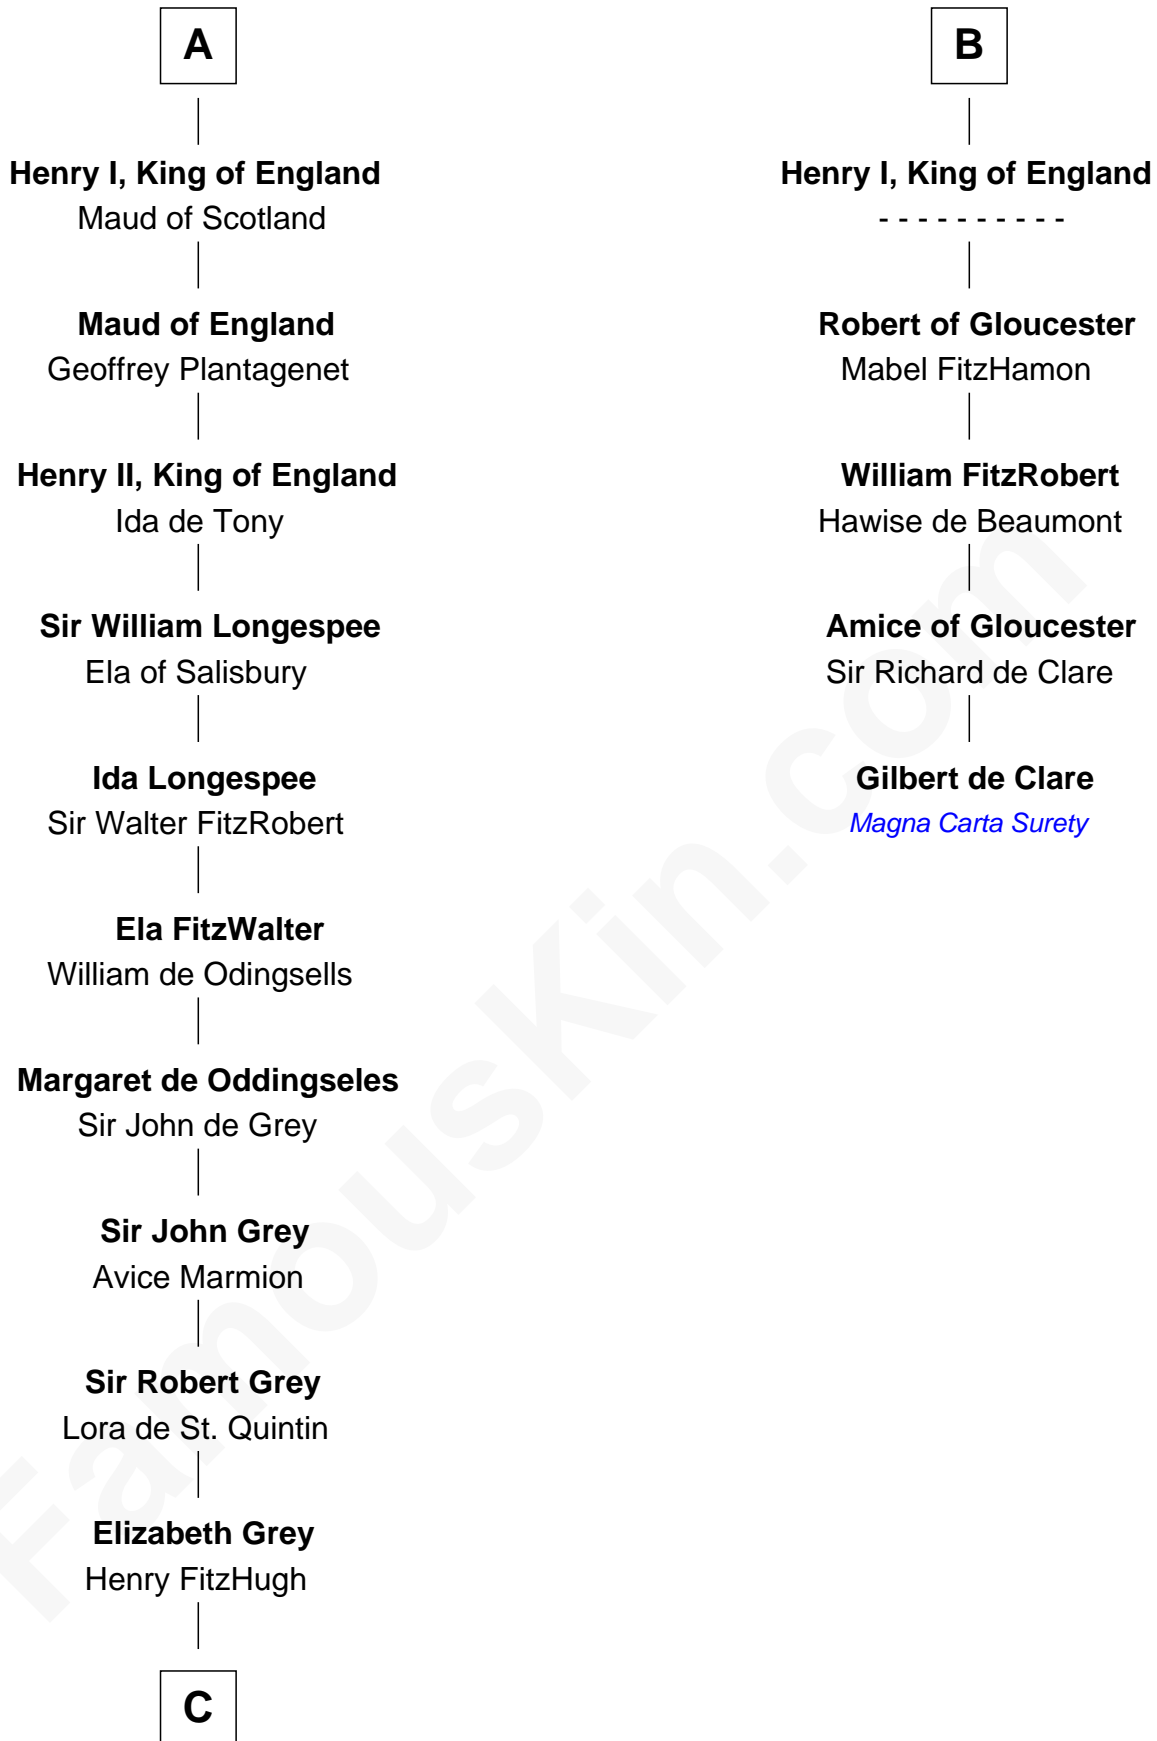 A
Henry I, King of England
Maud of Scotland
Maud of England
Geoffrey Plantagenet
Henry II, King of England
Ida de Tony
Sir William Longespee
Ela of Salisbury
Ida Longespee
Sir Walter FitzRobert
Ela FitzWalter
William de Odingsells
Margaret de Oddingseles
Sir John de Grey
Sir John Grey
Avice Marmion
Sir Robert Grey
Lora de St. Quintin
Elizabeth Grey
Henry FitzHugh
C
B
Henry I, King of England
- - - - - - - - - -
Robert of Gloucester
Mabel FitzHamon
William FitzRobert
Hawise de Beaumont
Amice of Gloucester
Sir Richard de Clare
Gilbert de Clare
Magna Carta Surety
FamousKin.com